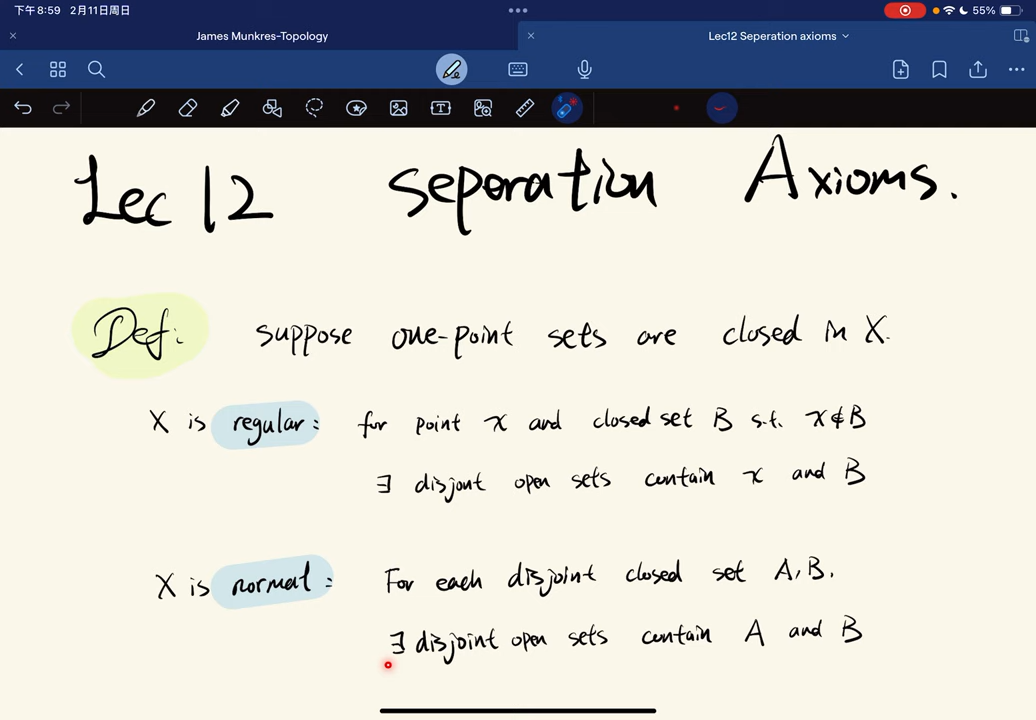 下午8:59 2月11日周日
55%
James Munkres-Topology
Lec12 Seperation axioms
Lec 12 seperation Axioms.
Def: suppose one-point sets are closed in X.
X is regular: for point x and closed set B s.t. x∉B
∃ disjont open sets contain x and B
X is normal: For each disjoint closed set A, B.
∃ disjoint open sets contain A and B